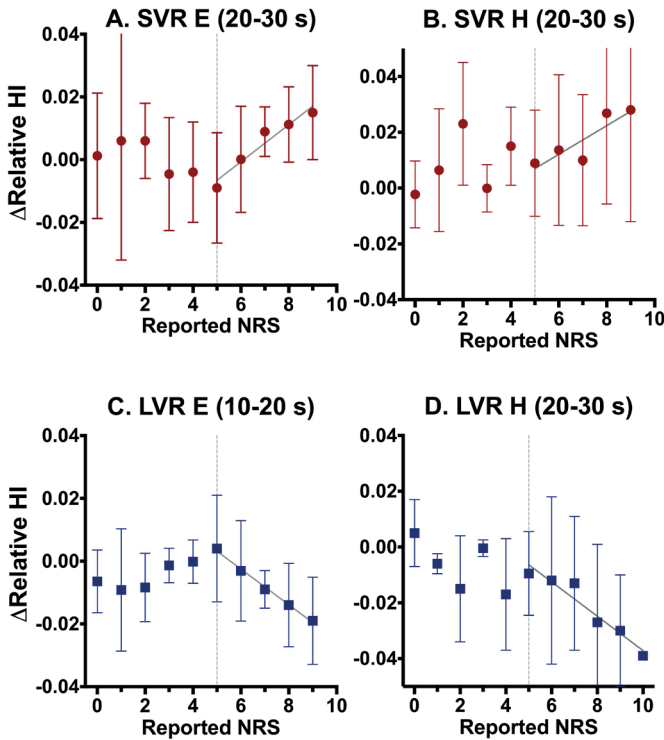 A. SVR E (20-30 s)
B. SVR H (20-30 s)
ΔRelative HI
0.04
0.02
0.00
-0.02
-0.04
0 2 4 6 8 10
Reported NRS
0.04
0.02
0.00
-0.02
-0.04
0 2 4 6 8 10
Reported NRS
C. LVR E (10-20 s)
D. LVR H (20-30 s)
ΔRelative HI
0.04
0.02
0.00
-0.02
-0.04
0 2 4 6 8 10
Reported NRS
0.04
0.02
0.00
-0.02
-0.04
0 2 4 6 8 10
Reported NRS